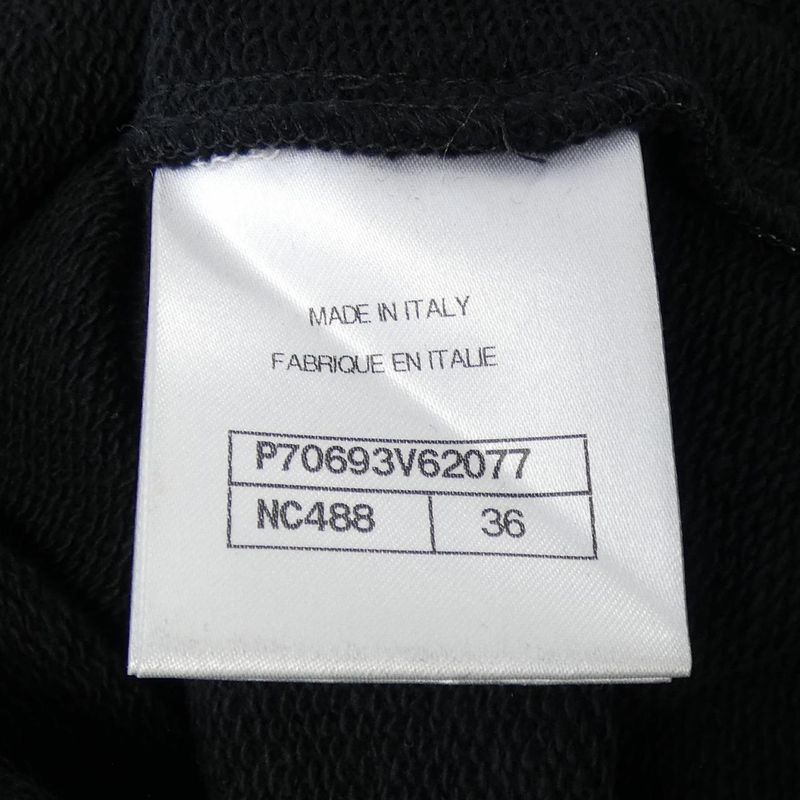 MADE IN ITALY
FABRIQUE EN ITALIE
P70693V62077
NC488 36